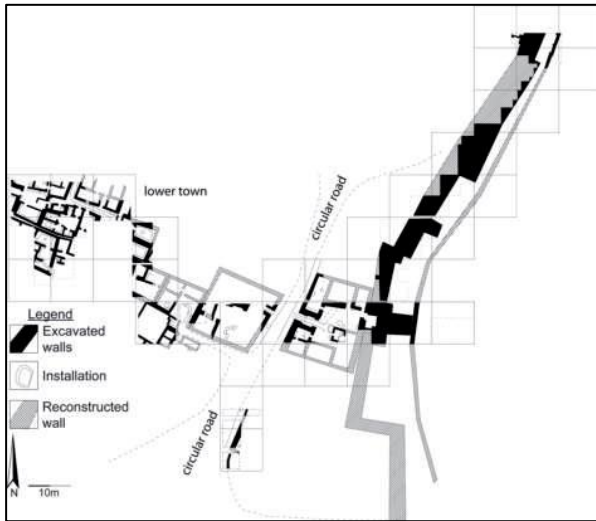 lower town
circular road
circular road
Legend
Excavated
walls
Installation
Reconstructed
wall
N
10m